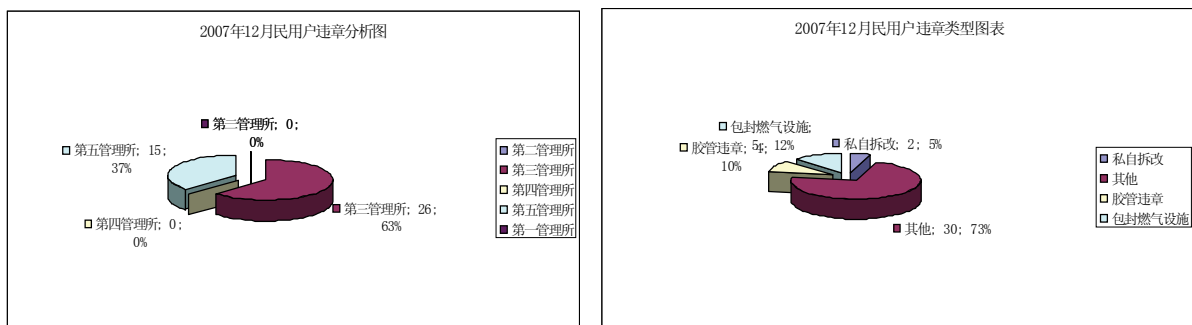 2007年12月民用户违章分析图
第二管理所; 0;
0%
第五管理所; 15;
37%
第四管理所; 0;
0%
第三管理所; 26;
63%
第二管理所
第三管理所
第四管理所
第五管理所
第一管理所
2007年12月民用户违章类型图表
包封燃气设施;
5; 12%
私自拆改; 2; 5%
胶管违章; 4;
10%
其他; 30; 73%
私自拆改
其他
胶管违章
包封燃气设施